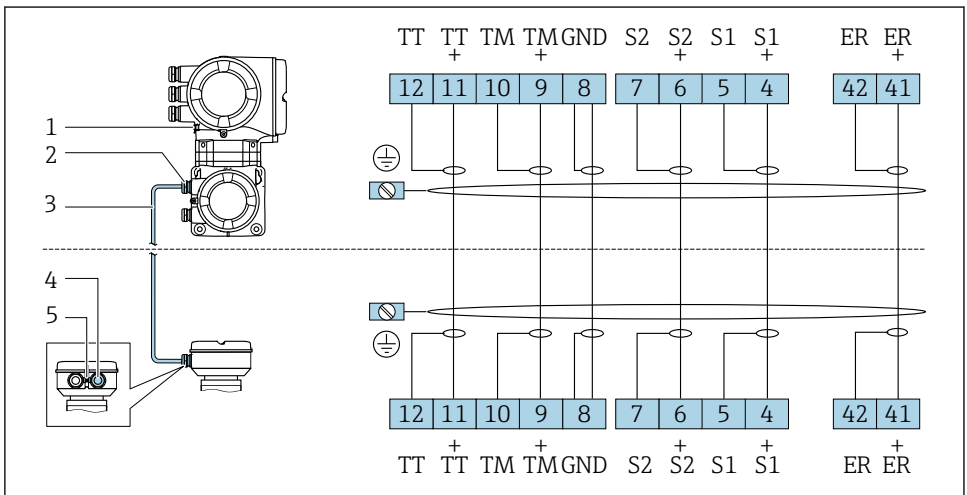 TT TT TM TM GND S2 S2 S1 S1 ER ER
+ + + + +
12 11 10 9 8 7 6 5 4 42 41
1
2
3
4
5
12 11 10 9 8 7 6 5 4 42 41
+ + + + +
TT TT TM TM GND S2 S2 S1 S1 ER ER